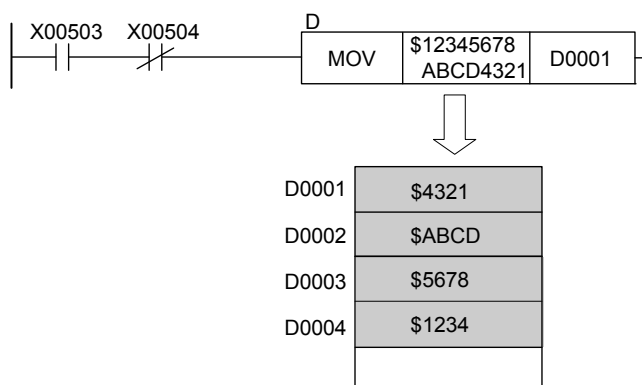 D
X00503 X00504
MOV $12345678 ABCD4321 D0001
D0001 $4321
D0002 $ABCD
D0003 $5678
D0004 $1234